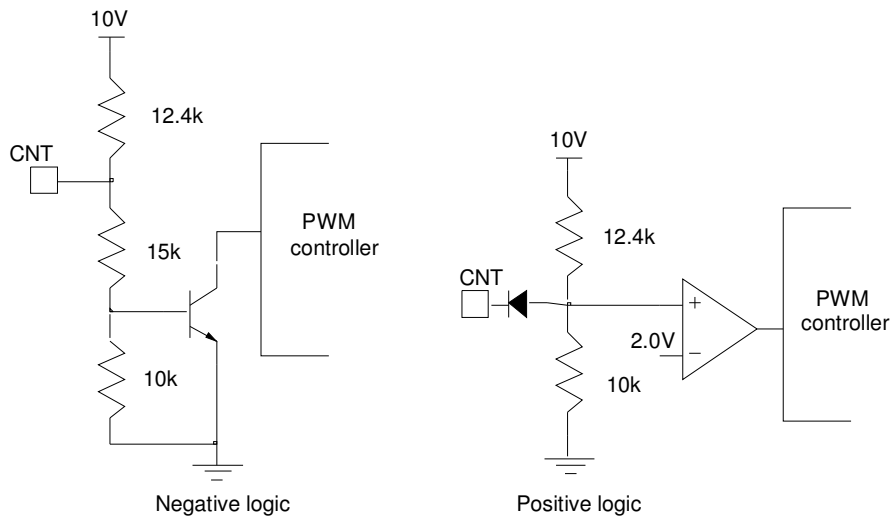 10V
12.4k
CNT
15k
PWM
controller
10k
Negative logic
10V
12.4k
CNT
+
2.0V
−
10k
PWM
controller
Positive logic